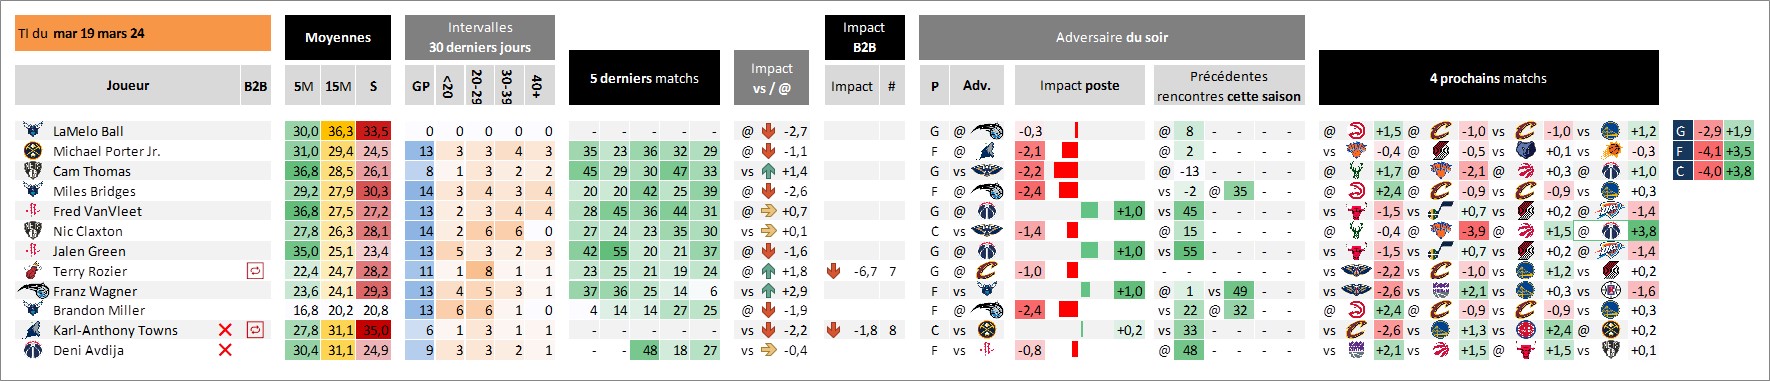 TI du mar 19 mars 24 Moyennes Intervalles 30 derniers jours Impact B2B Adversaire du soir
5 derniers matchs Impact vs / @ 4 prochains matchs
Joueur B2B 5M 15M S GP <20 20-29 30-39 40+ Impact # P Adv. Impact poste Précédentes rencontres cette saison
LaMelo Ball 30,0 36,3 33,5 0 0 0 0 0 - - - - - @ -2,7 G @ -0,3 @ 8 - - - - @ +1,5 @ -1,0 vs -1,0 vs +1,2 G -2,9 +1,9
Michael Porter Jr. 31,0 29,4 24,5 13 3 3 4 3 35 23 36 32 29 @ -1,1 F @ -2,1 @ 2 - - - - vs -0,4 @ -0,5 vs +0,1 vs -0,3 F -4,1 +3,5
Cam Thomas 36,8 28,5 26,1 8 1 3 2 2 45 29 30 47 33 vs +1,4 G vs -2,2 @ -13 - - - - @ +1,7 @ -2,1 @ +0,3 @ +1,0 C -4,0 +3,8
Miles Bridges 29,2 27,9 30,3 14 3 4 3 4 20 20 42 25 39 @ -2,6 F @ -2,4 vs -2 @ 35 - - - @ +2,4 @ -0,9 vs -0,9 vs +0,3
Fred VanVleet 36,8 27,5 27,2 13 2 3 4 4 28 45 36 44 31 @ +0,7 G @ +1,0 vs 45 - - - - vs -1,5 vs +0,7 vs +0,2 @ -1,4
Nic Claxton 27,8 26,3 28,1 14 2 6 6 0 27 24 23 35 30 vs +0,1 C vs -1,4 @ 15 - - - - @ -0,4 @ -3,9 @ +1,5 @ +3,8
Jalen Green 35,0 25,1 23,4 13 5 3 2 3 42 55 20 21 37 @ -1,6 G @ +1,0 vs 55 - - - - vs -1,5 vs +0,7 vs +0,2 @ -1,4
Terry Rozier 22,4 24,7 28,2 11 1 8 1 1 23 25 21 19 24 @ +1,8 -6,7 7 G @ -1,0 - - - - - vs -2,2 vs -1,0 vs +1,2 vs +0,2
Franz Wagner 23,6 24,1 29,3 13 4 5 3 1 37 36 25 14 6 vs +2,9 F vs +1,0 @ 1 vs 49 - - - vs -2,6 vs +2,1 vs +0,3 vs -1,6
Brandon Miller 16,8 20,2 20,8 13 6 6 1 0 4 14 14 27 25 @ -1,9 F @ -2,4 vs 22 @ 32 - - - @ +2,4 @ -0,9 vs -0,9 vs +0,3
Karl-Anthony Towns 27,8 31,1 35,0 6 1 3 1 1 - - - - - vs -2,2 -1,8 8 C vs +0,2 vs 33 - - - - vs -2,6 vs +1,3 vs +2,4 @ +0,2
Deni Avdija 30,4 31,1 24,9 9 3 3 2 1 - - 48 18 27 vs -0,4 F vs -0,8 @ 48 - - - - vs +2,1 vs +1,5 @ +1,5 vs +0,1